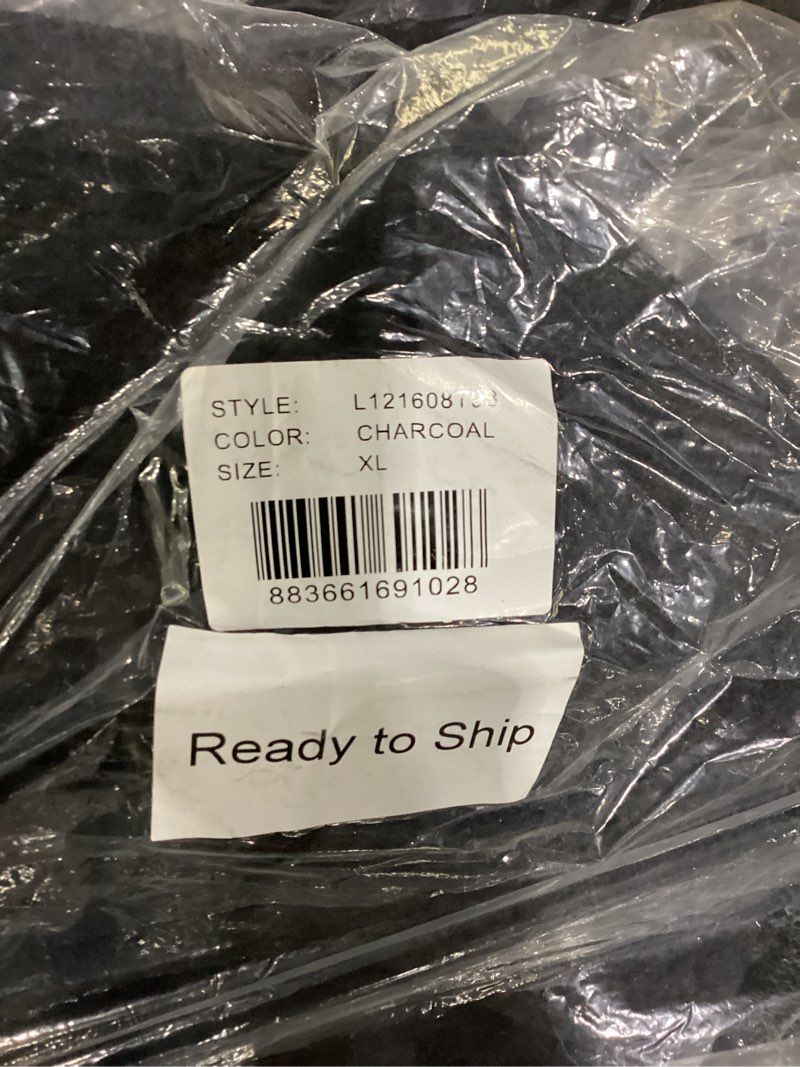 STYLE:
COLOR: CHARCOAL
SIZE: XL
883661691028
Ready to Ship